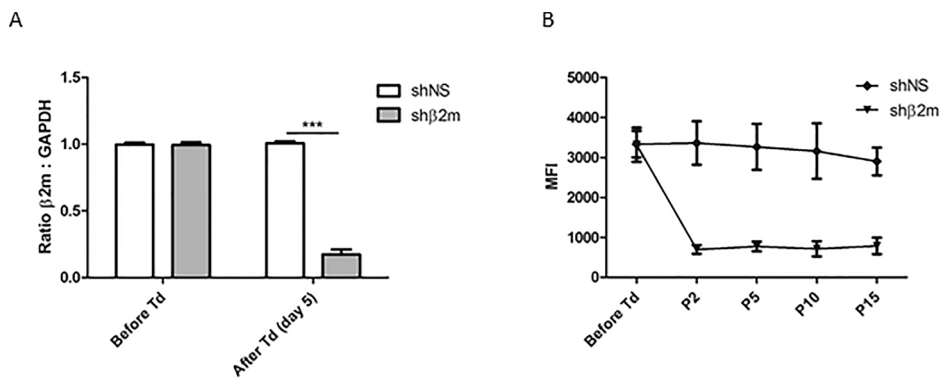 A
Ratio β2m : GAPDH
1.5
1.0
0.5
0.0
***
shNS
shβ2m
Before Td
After Td (day 5)
B
MFI
5000
4000
3000
2000
1000
0
shNS
shβ2m
Before Td
P2
P5
P10
P15